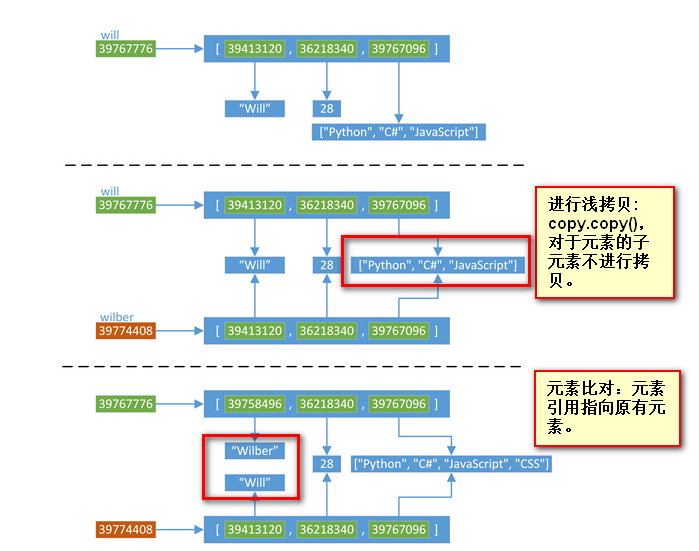 will
39767776
[ 39413120 , 36218340 , 39767096 ]
“Will”
28
["Python", "C#", "JavaScript"]
will
39767776
[ 39413120 , 36218340 , 39767096 ]
“Will”
28
["Python", "C#", "JavaScript"]
wilber
39774408
[ 39413120 , 36218340 , 39767096 ]
进行浅拷贝：
copy.copy()，
对于元素的子
元素不进行拷
贝。
39767776
[ 39758496 , 36218340 , 39767096 ]
“Wilber”
“Will”
28
["Python", "C#", "JavaScript", "CSS"]
39774408
[ 39413120 , 36218340 , 39767096 ]
元素比对：元素
引用指向原有元
素。